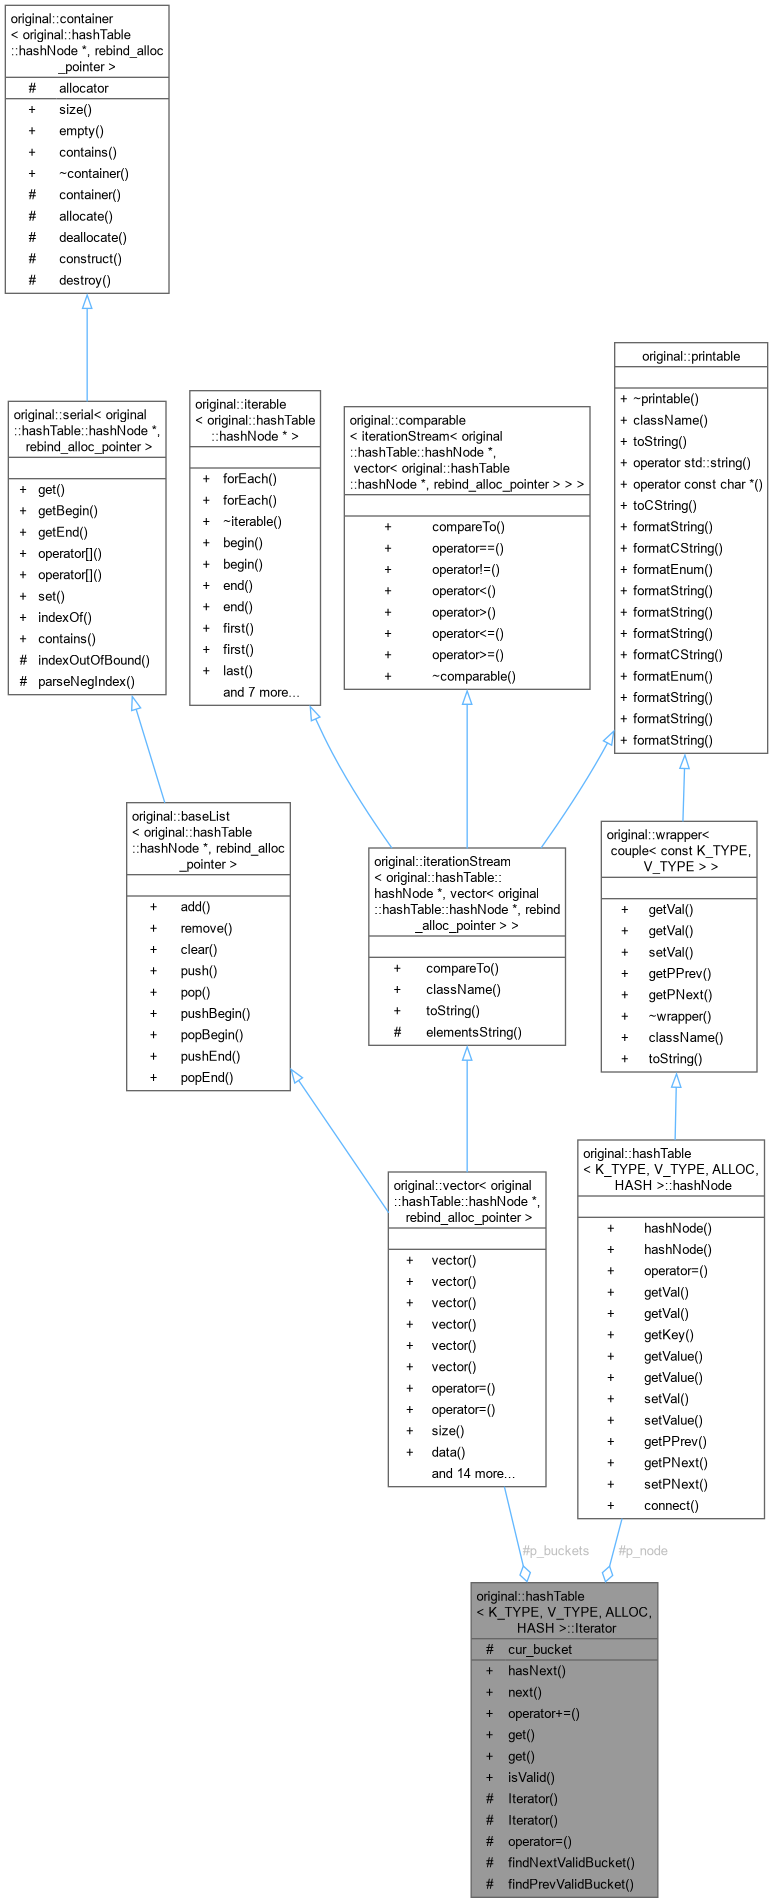 original::container
< original::hashTable
::hashNode *, rebind_alloc
_pointer >
# allocator
+ size()
+ empty()
+ contains()
+ ~container()
# container()
# allocate()
# deallocate()
# construct()
# destroy()
original::serial< original
::hashTable::hashNode *,
rebind_alloc_pointer >
+ get()
+ getBegin()
+ getEnd()
+ operator[]()
+ operator[]()
+ set()
+ indexOf()
+ contains()
# indexOutOfBound()
# parseNegIndex()
original::iterable
< original::hashTable
::hashNode * >
+ forEach()
+ forEach()
+ ~iterable()
+ begin()
+ begin()
+ end()
+ end()
+ first()
+ first()
+ last()
and 7 more...
original::comparable
< iterationStream< original
::hashTable::hashNode *,
vector< original::hashTable
::hashNode *, rebind_alloc_pointer > > >
+ compareTo()
+ operator==()
+ operator!=()
+ operator<()
+ operator>()
+ operator<=()
+ operator>=()
+ ~comparable()
original::printable
+ ~printable()
+ className()
+ toString()
+ operator std::string()
+ operator const char *()
+ toCString()
+ formatString()
+ formatCString()
+ formatEnum()
+ formatString()
+ formatString()
+ formatString()
+ formatCString()
+ formatEnum()
+ formatString()
+ formatString()
+ formatString()
original::baseList
< original::hashTable
::hashNode *, rebind_alloc
_pointer >
+ add()
+ remove()
+ clear()
+ push()
+ pop()
+ pushBegin()
+ popBegin()
+ pushEnd()
+ popEnd()
original::iterationStream
< original::hashTable::
hashNode *, vector< original
::hashTable::hashNode *, rebind
_alloc_pointer > >
+ compareTo()
+ className()
+ toString()
# elementsString()
original::wrapper<
couple< const K_TYPE,
V_TYPE > >
+ getVal()
+ getVal()
+ setVal()
+ getPPrev()
+ getPNext()
+ ~wrapper()
+ className()
+ toString()
original::vector< original
::hashTable::hashNode *,
rebind_alloc_pointer >
+ vector()
+ vector()
+ vector()
+ vector()
+ vector()
+ vector()
+ operator=()
+ operator=()
+ size()
+ data()
and 14 more...
original::hashTable
< K_TYPE, V_TYPE, ALLOC,
HASH >::hashNode
+ hashNode()
+ hashNode()
+ operator=()
+ getVal()
+ getVal()
+ getKey()
+ getValue()
+ getValue()
+ setVal()
+ setValue()
+ getPPrev()
+ getPNext()
+ setPNext()
+ connect()
#p_buckets
#p_node
original::hashTable
< K_TYPE, V_TYPE, ALLOC,
HASH >::Iterator
# cur_bucket
+ hasNext()
+ next()
+ operator+=()
+ get()
+ get()
+ isValid()
# Iterator()
# Iterator()
# operator=()
# findNextValidBucket()
# findPrevValidBucket()